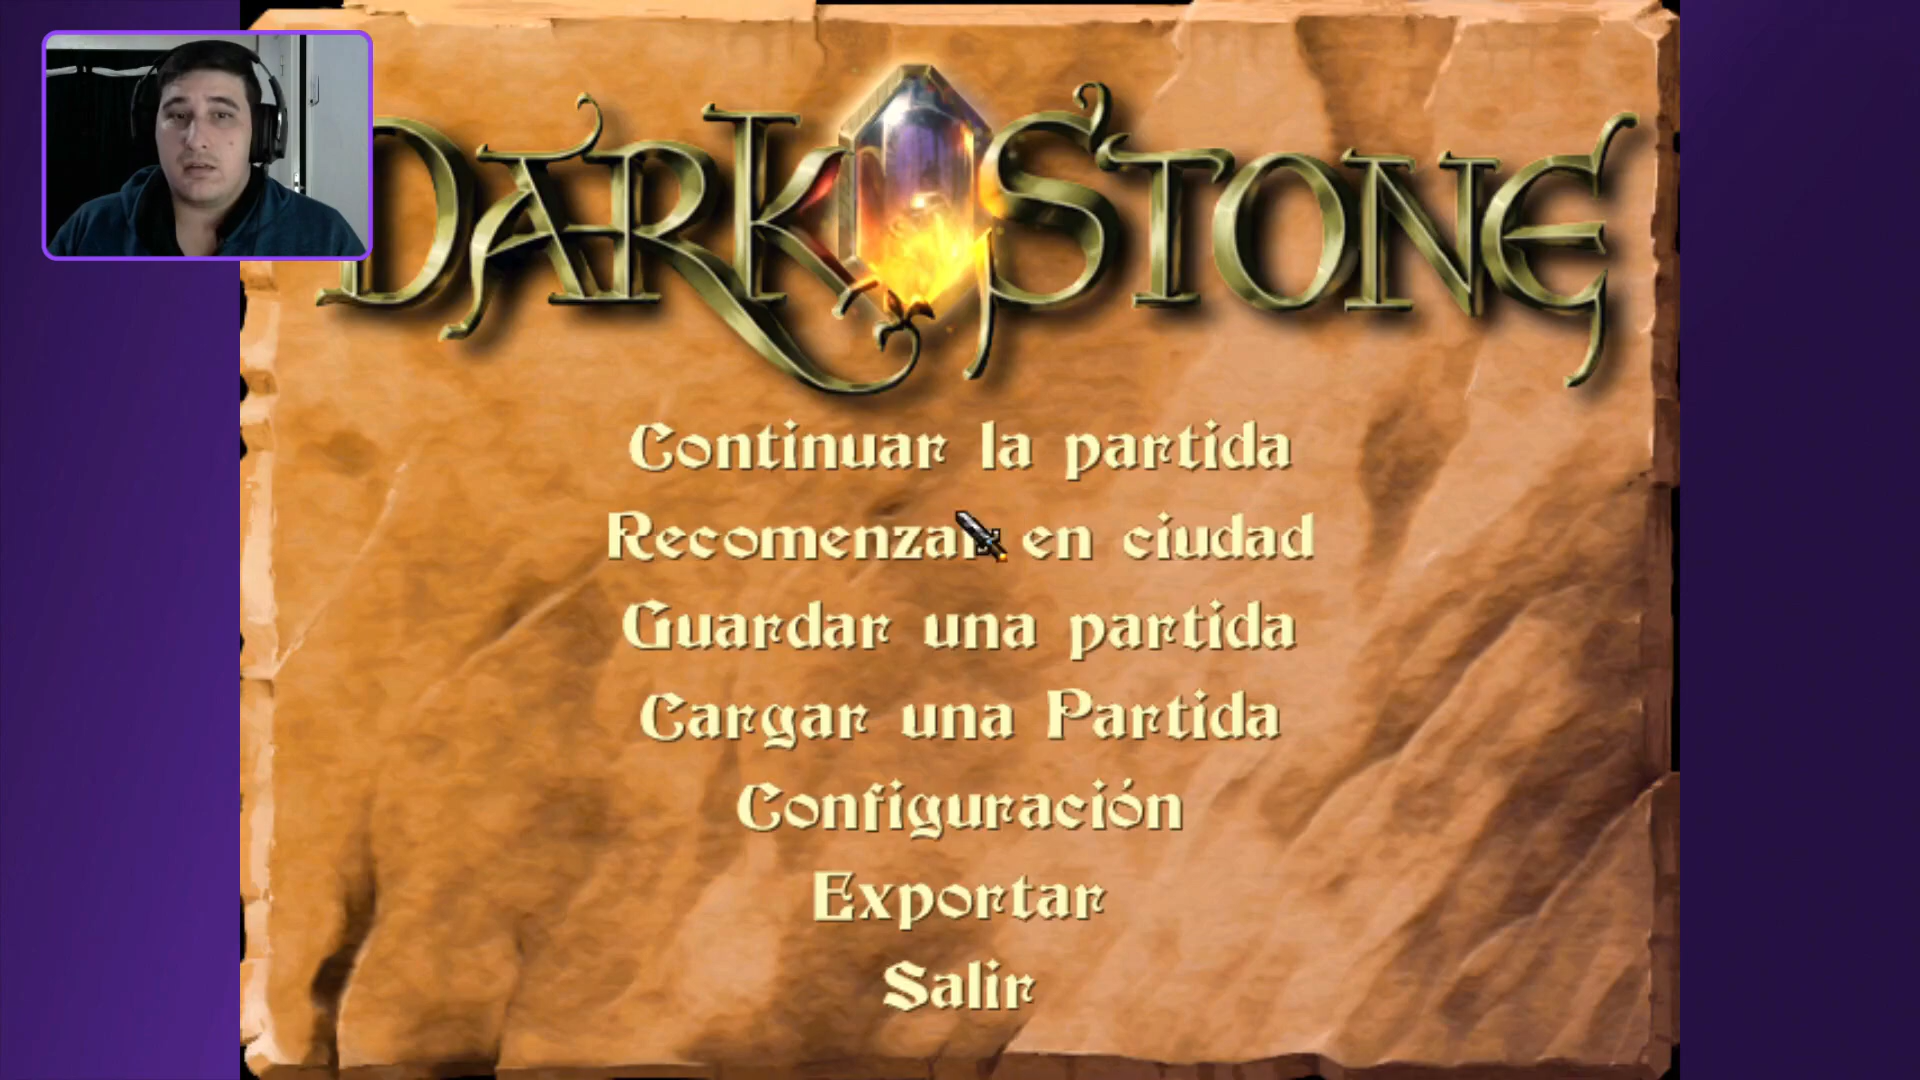 DARKSTONE
Continuar la partida
Recomenzar en ciudad
Guardar una partida
Cargar una Partida
Configuración
Exportar
Salir